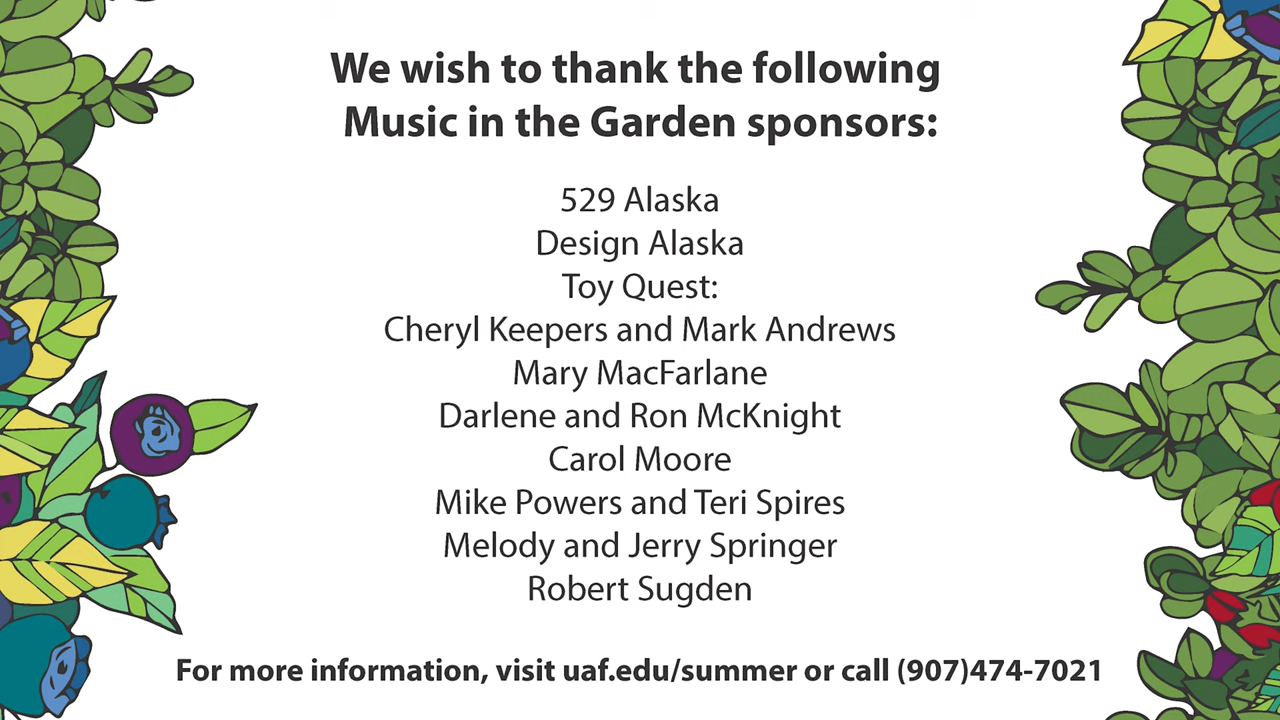 We wish to thank the following
Music in the Garden sponsors:
529 Alaska
Design Alaska
Toy Quest:
Cheryl Keepers and Mark Andrews
Mary MacFarlane
Darlene and Ron McKnight
Carol Moore
Mike Powers and Teri Spires
Melody and Jerry Springer
Robert Sugden
For more information, visit uaf.edu/summer or call (907)474-7021